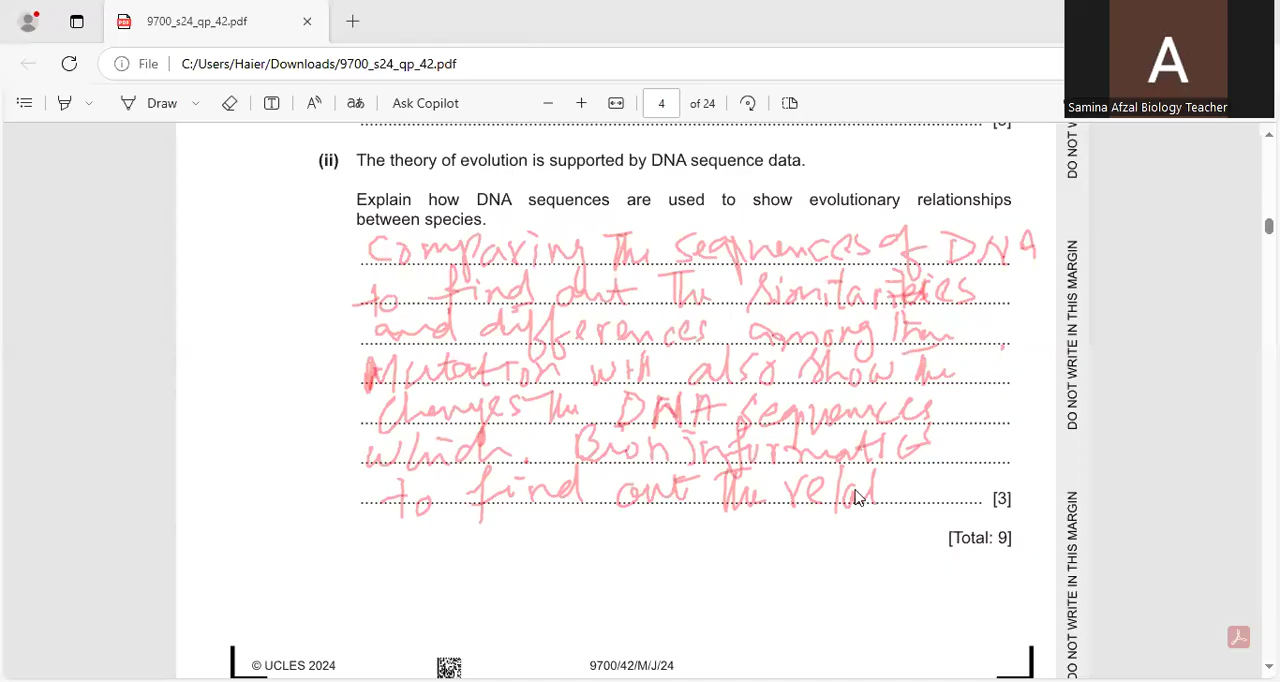 9700_s24_qp_42.pdf
File C:/Users/Haier/Downloads/9700_s24_qp_42.pdf
A
Samina Afzal Biology Teacher
Draw Ask Copilot 4 of 24
(ii) The theory of evolution is supported by DNA sequence data.
Explain how DNA sequences are used to show evolutionary relationships
between species.
Comparing The sequences of DNA
to find out The similarities
and differences among
Mutation will also show The
changes The DNA sequences
which. informatics
to find out The relat
[3]
[Total: 9]
© UCLES 2024
9700/42/M/J/24
DO NOT
DO NOT WRITE IN THIS MARGIN
DO NOT WRITE IN THIS MARGIN